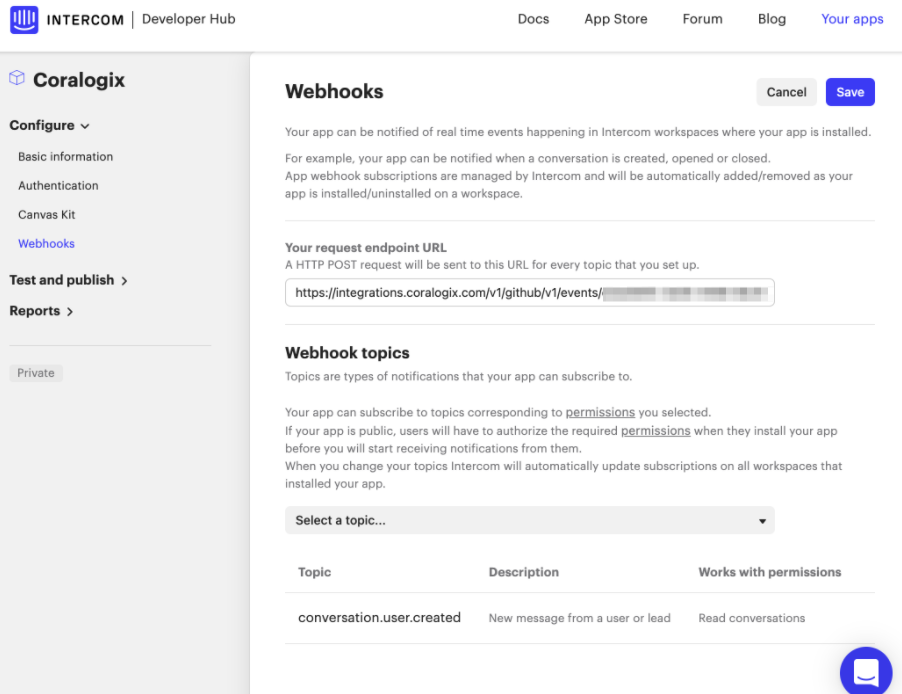 INTERCOM | Developer Hub
Docs
App Store
Forum
Blog
Your apps
Coralogix
Configure
Basic information
Authentication
Canvas Kit
Webhooks
Test and publish
Reports
Private
Webhooks
Cancel
Save
Your app can be notified of real time events happening in Intercom workspaces where your app is installed.
For example, your app can be notified when a conversation is created, opened or closed.
App webhook subscriptions are managed by Intercom and will be automatically added/removed as your
app is installed/uninstalled on a workspace.
Your request endpoint URL
A HTTP POST request will be sent to this URL for every topic that you set up.
https://integrations.coralogix.com/v1/github/v1/events/
Webhook topics
Topics are types of notifications that your app can subscribe to.
Your app can subscribe to topics corresponding to permissions you selected.
If your app is public, users will have to authorize the required permissions when they install your app
before you will start receiving notifications from them.
When you change your topics Intercom will automatically update subscriptions on all workspaces that
installed your app.
Select a topic...
Topic
Description
Works with permissions
conversation.user.created
New message from a user or lead
Read conversations